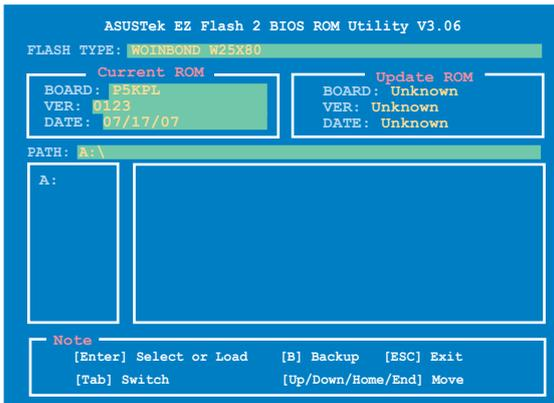 ASUSTek EZ Flash 2 BIOS ROM Utility V3.06
FLASH TYPE: WOINBOND W25X80
Current ROM
BOARD: P5KPL
VER: 0123
DATE: 07/17/07
Update ROM
BOARD: Unknown
VER: Unknown
DATE: Unknown
PATH: A:\
A:
Note
[Enter] Select or Load [B] Backup [ESC] Exit
[Tab] Switch [Up/Down/Home/End] Move